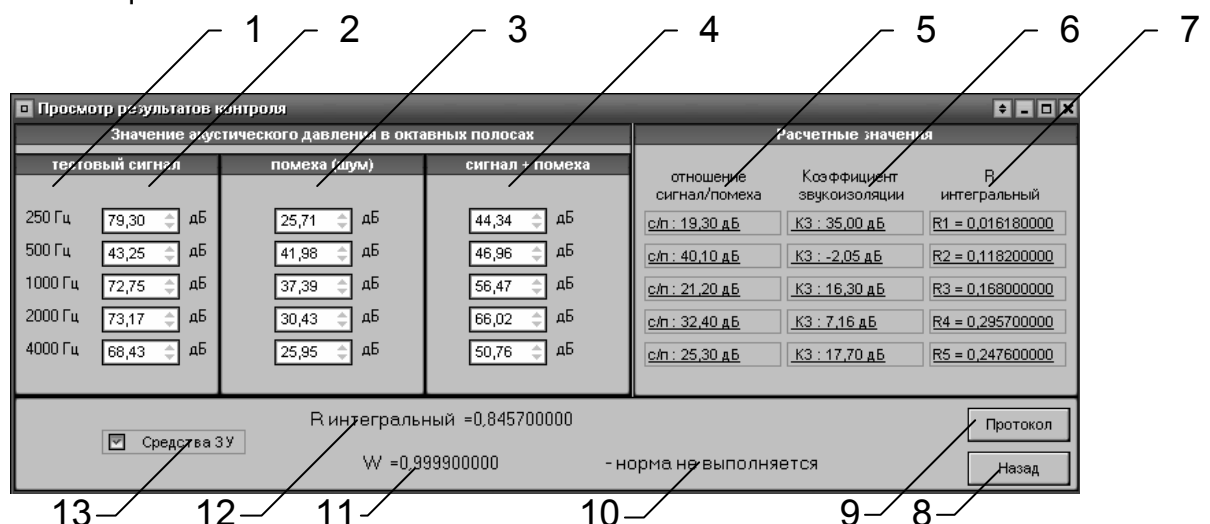 1 2 3 4 5 6 7
Просмотр результатов контроля
Значение акустического давления в октавных полосах Расчетные значения
тестовый сигнал помеха (шум) сигнал + помеха
отношение сигнал/помеха Коэффициент звукоизоляции R интегральный
250 Гц 79,30 дБ 25,71 дБ 44,34 дБ с/п : 19,30 дБ КЗ : 35,00 дБ R1 = 0,016180000
500 Гц 43,25 дБ 41,98 дБ 46,96 дБ с/п : 40,10 дБ КЗ : -2,05 дБ R2 = 0,118200000
1000 Гц 72,75 дБ 37,39 дБ 56,47 дБ с/п : 21,20 дБ КЗ : 16,30 дБ R3 = 0,168000000
2000 Гц 73,17 дБ 30,43 дБ 66,02 дБ с/п : 32,40 дБ КЗ : 7,16 дБ R4 = 0,295700000
4000 Гц 68,43 дБ 25,95 дБ 50,76 дБ с/п : 25,30 дБ КЗ : 17,70 дБ R5 = 0,247600000
R интегральный =0,845700000
Протокол
Средства ЗУ
W =0,999900000 - норма не выполняется
Назад
13 12 11 10 9 8